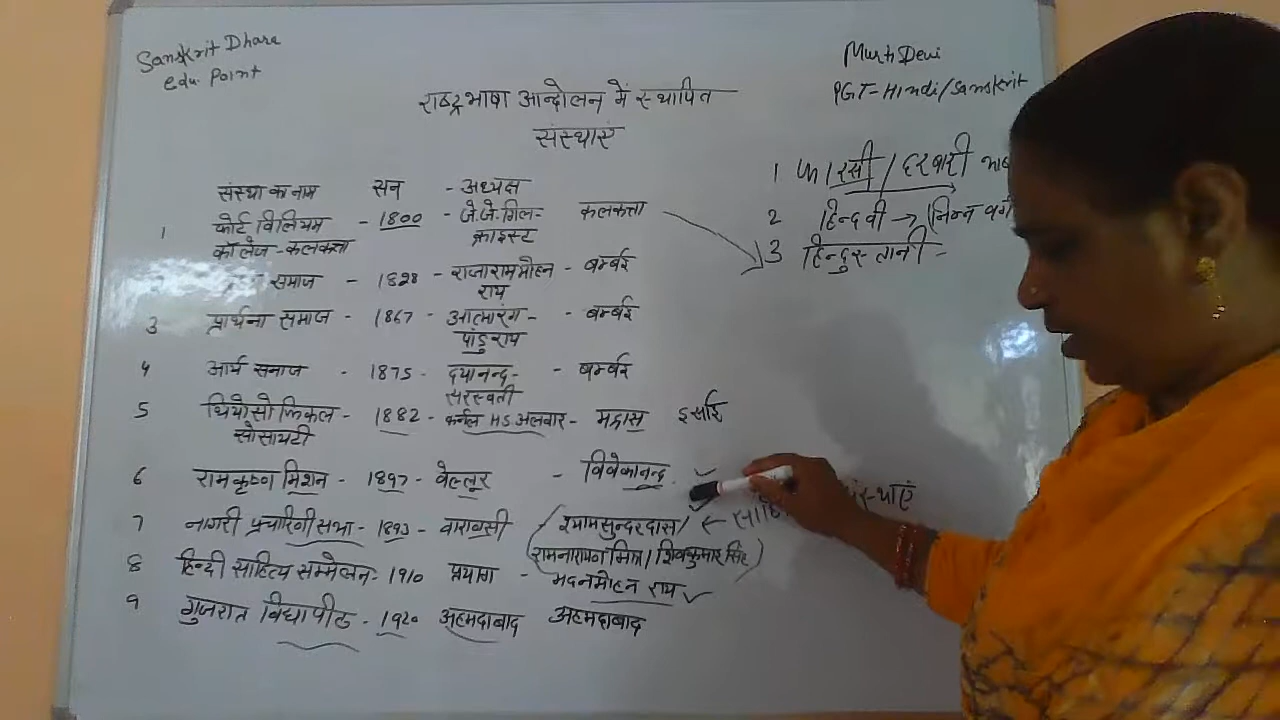 Sanskrit Dhara
edu. Point
Murti Devi
PGT-Hindi/Sanskrit
राष्ट्रभाषा आन्दोलन में स्थापित
संस्थाएं
संस्था का नाम सन - अध्यक्ष
1 फोर्ट विलियम - 1800 - जे.जे.गिल- कलकत्ता
कॉलेज-कलकत्ता क्राइस्ट
समाज - 1828 - राजाराममोहन - बम्बई
राय
3 प्रार्थना समाज - 1867 - आत्मारंग- - बम्बई
पांडुराय
4 आर्य समाज - 1875 - दयानन्द- - बम्बई
सरस्वती
5 थियोसोफिकल - 1882 - कर्नल H.S.अलवार - मद्रास इसाई
सोसायटी
6 रामकृष्ण मिशन - 1897 - वेल्लूर - विवेकानन्द
7 नागरी प्रचारिणी सभा - 1893 - वाराणसी (श्यामसुन्दरदास/ ←
रामनारायण मिश्र/शिवकुमार सिंह)
8 हिन्दी साहित्य सम्मेलन - 1910 प्रयाग - मदनमोहन राय
9 गुजरात विद्यापीठ - 1920 अहमदाबाद अहमदाबाद
1 फारसी / दरबारी
2 हिन्दवी → (निम्न वर्ग
3 हिन्दुस्तानी -